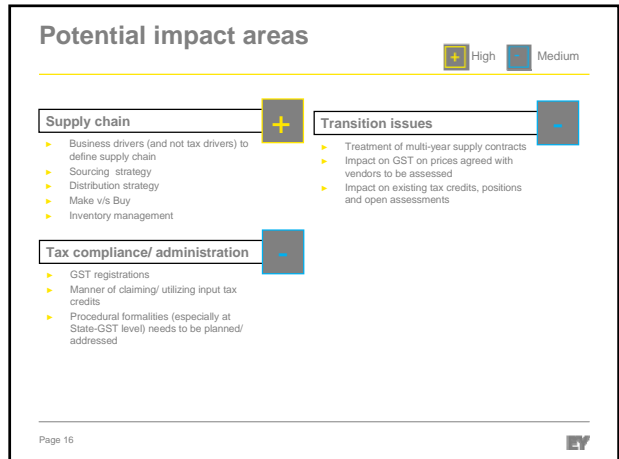 Potential impact areas
+ High Medium
Supply chain +
► Business drivers (and not tax drivers) to
define supply chain
► Sourcing strategy
► Distribution strategy
► Make v/s Buy
► Inventory management
Transition issues -
► Treatment of multi-year supply contracts
► Impact on GST on prices agreed with
vendors to be assessed
► Impact on existing tax credits, positions
and open assessments
Tax compliance/ administration -
► GST registrations
► Manner of claiming/ utilizing input tax
credits
► Procedural formalities (especially at
State-GST level) needs to be planned/
addressed
Page 16
EY